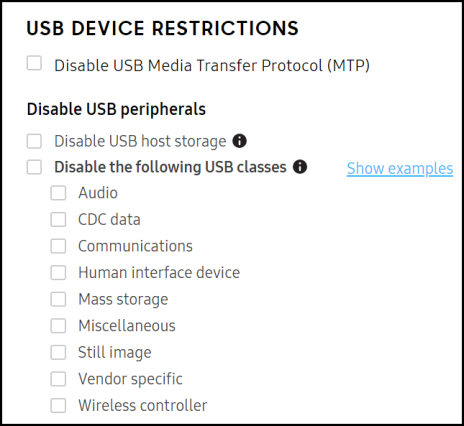 USB DEVICE RESTRICTIONS
Disable USB Media Transfer Protocol (MTP)
Disable USB peripherals
Disable USB host storage
Disable the following USB classes Show examples
Audio
CDC data
Communications
Human interface device
Mass storage
Miscellaneous
Still image
Vendor specific
Wireless controller